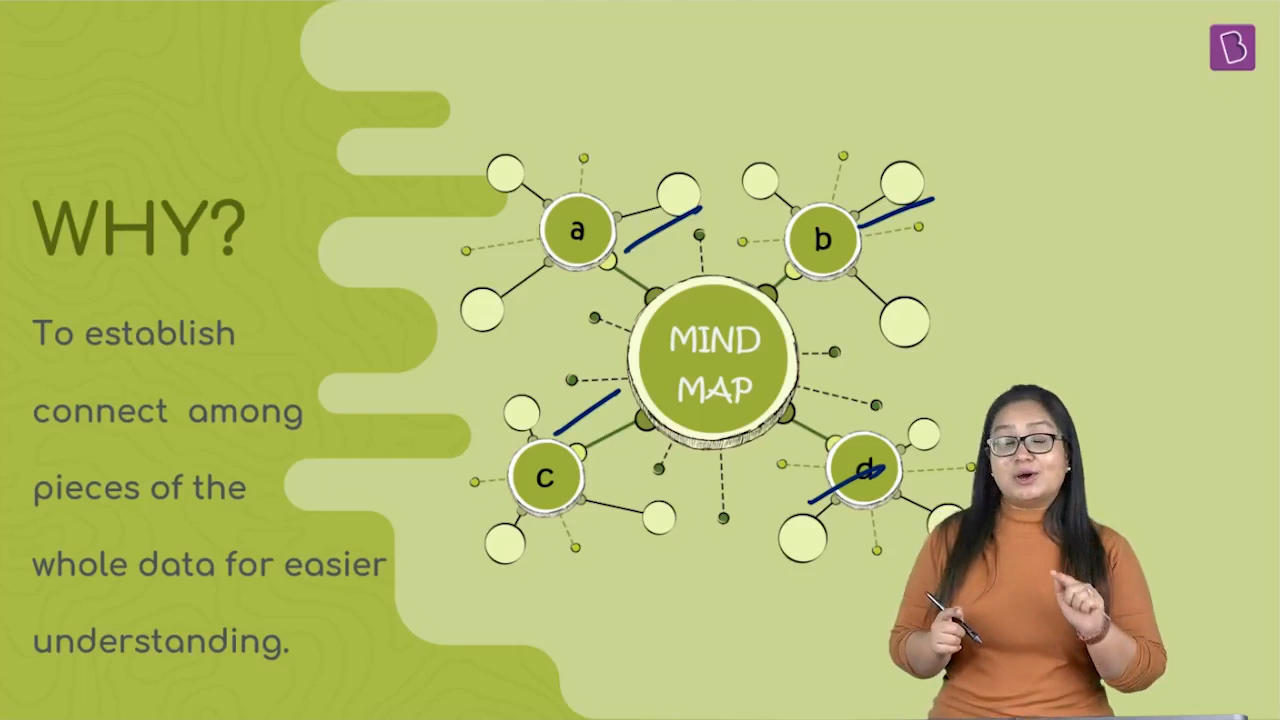 WHY?
To establish
connect among
pieces of the
whole data for easier
understanding.
a
b
MIND
MAP
c
d
B